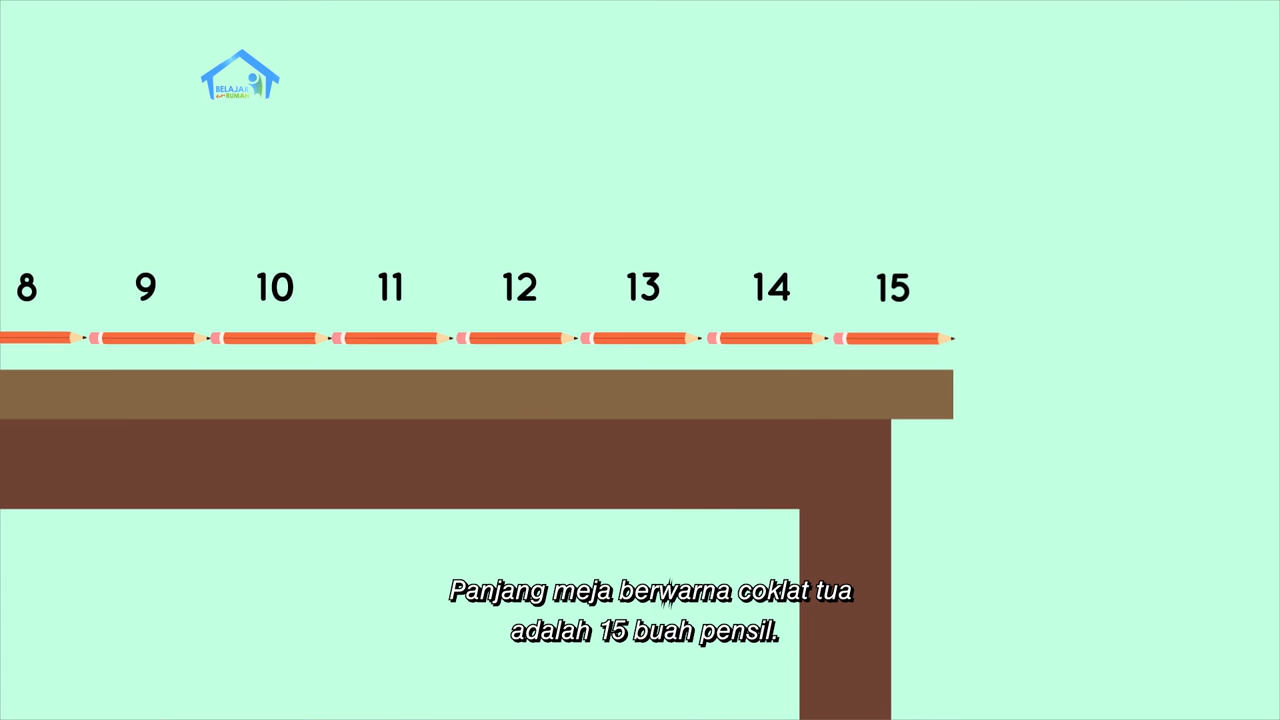 BELAJAR
dari RUMAH
8 9 10 11 12 13 14 15
Panjang meja berwarna coklat tua
adalah 15 buah pensil.